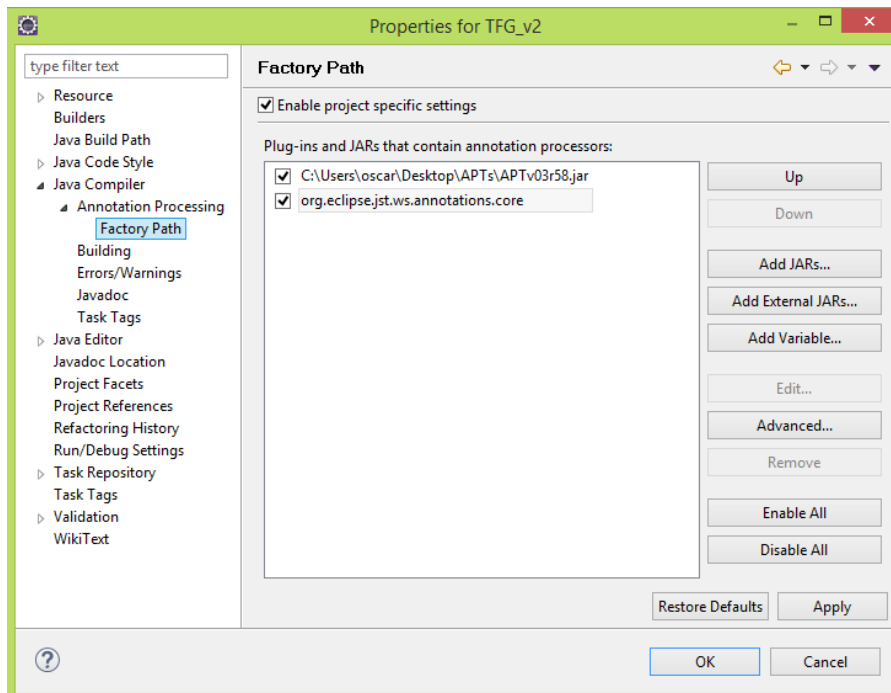 Properties for TFG_v2
type filter text
Resource
Builders
Java Build Path
Java Code Style
Java Compiler
Annotation Processing
Factory Path
Building
Errors/Warnings
Javadoc
Task Tags
Java Editor
Javadoc Location
Project Facets
Project References
Refactoring History
Run/Debug Settings
Task Repository
Task Tags
Validation
WikiText
Factory Path
Enable project specific settings
Plug-ins and JARs that contain annotation processors:
C:\Users\oscar\Desktop\APTs\APTv03r58.jar
org.eclipse.jst.ws.annotations.core
Up
Down
Add JARs...
Add External JARs...
Add Variable...
Edit...
Advanced...
Remove
Enable All
Disable All
Restore Defaults
Apply
OK
Cancel